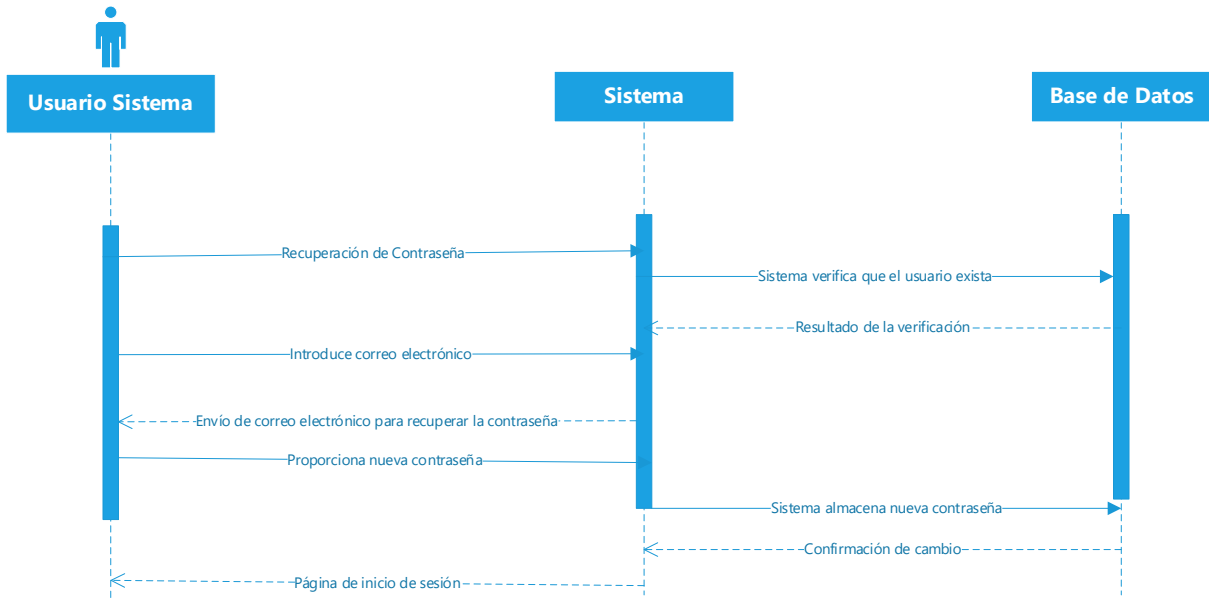 Usuario Sistema
Sistema
Base de Datos
Recuperación de Contraseña
Sistema verifica que el usuario exista
Resultado de la verificación
Introduce correo electrónico
Envío de correo electrónico para recuperar la contraseña
Proporciona nueva contraseña
Sistema almacena nueva contraseña
Confirmación de cambio
Página de inicio de sesión